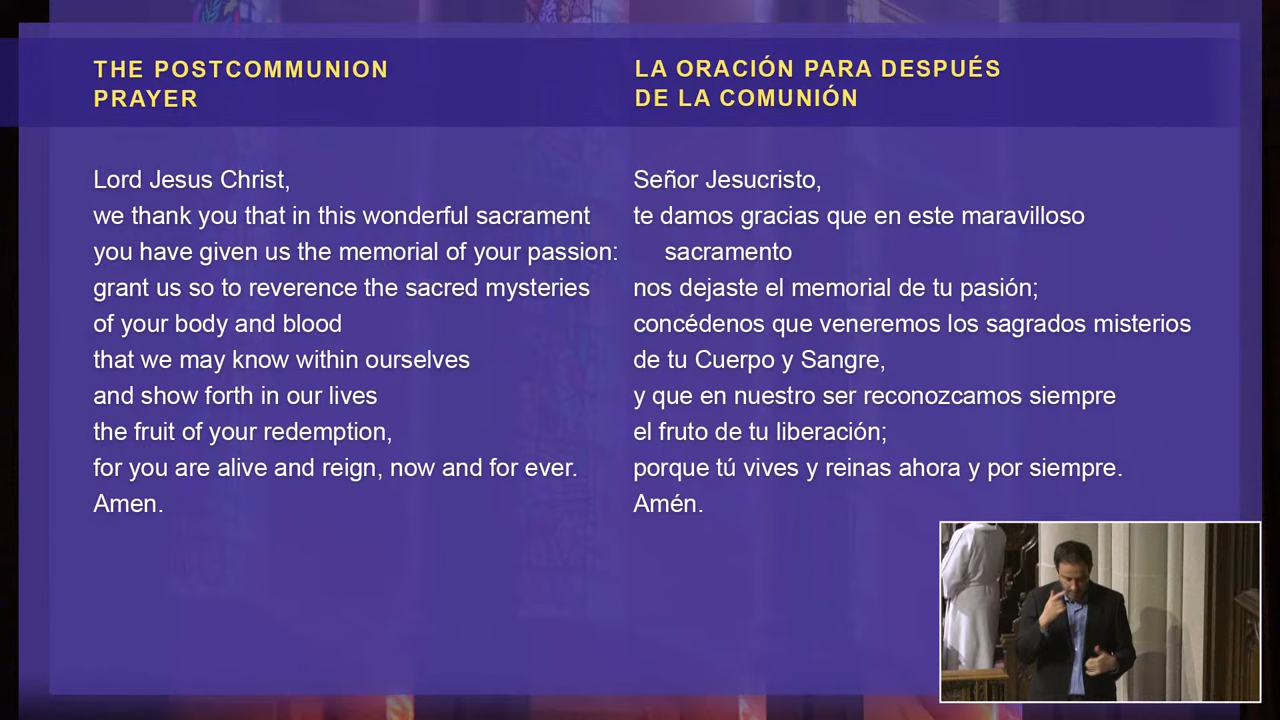 THE POSTCOMMUNION
PRAYER
Lord Jesus Christ,
we thank you that in this wonderful sacrament
you have given us the memorial of your passion:
grant us so to reverence the sacred mysteries
of your body and blood
that we may know within ourselves
and show forth in our lives
the fruit of your redemption,
for you are alive and reign, now and for ever.
Amen.
LA ORACIÓN PARA DESPUÉS
DE LA COMUNIÓN
Señor Jesucristo,
te damos gracias que en este maravilloso
sacramento
nos dejaste el memorial de tu pasión;
concédenos que veneremos los sagrados misterios
de tu Cuerpo y Sangre,
y que en nuestro ser reconozcamos siempre
el fruto de tu liberación;
porque tú vives y reinas ahora y por siempre.
Amén.